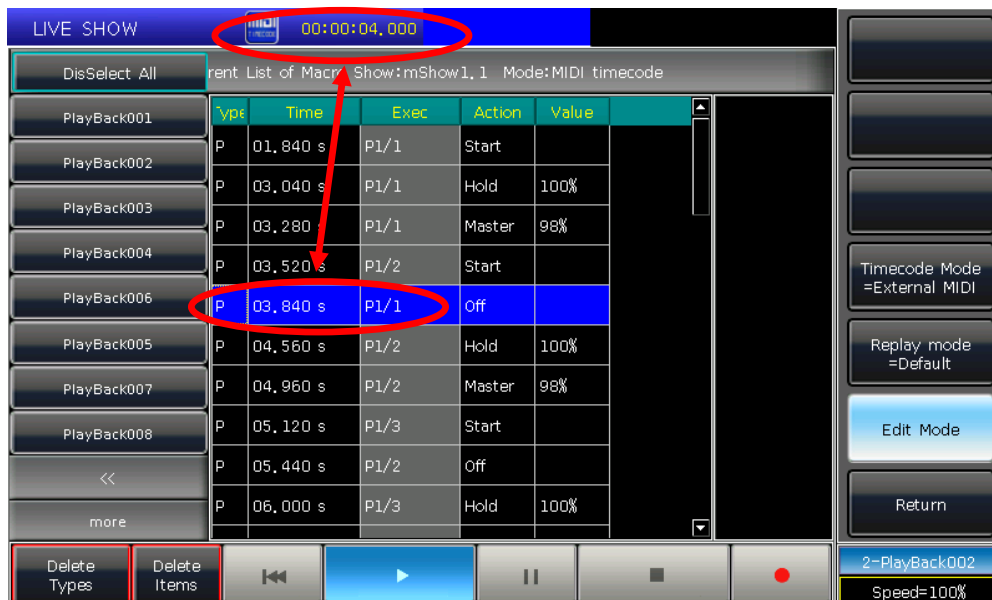 LIVE SHOW
midi
TIMECODE
00:00:04.000
DisSelect All
rent List of Macro Show:mShow1.1 Mode:MIDI timecode
PlayBack001
PlayBack002
PlayBack003
PlayBack004
PlayBack006
PlayBack005
PlayBack007
PlayBack008
<<
more
Type Time Exec Action Value
P 01.840 s P1/1 Start
P 03.040 s P1/1 Hold 100%
P 03.280 P1/1 Master 98%
P 03.520 s P1/2 Start
P 03.840 s P1/1 Off
P 04.560 s P1/2 Hold 100%
P 04.960 s P1/2 Master 98%
P 05.120 s P1/3 Start
P 05.440 s P1/2 Off
P 06.000 s P1/3 Hold 100%
Timecode Mode
=External MIDI
Replay mode
=Default
Edit Mode
Return
Delete
Types
Delete
Items
2-PlayBack002
Speed=100%